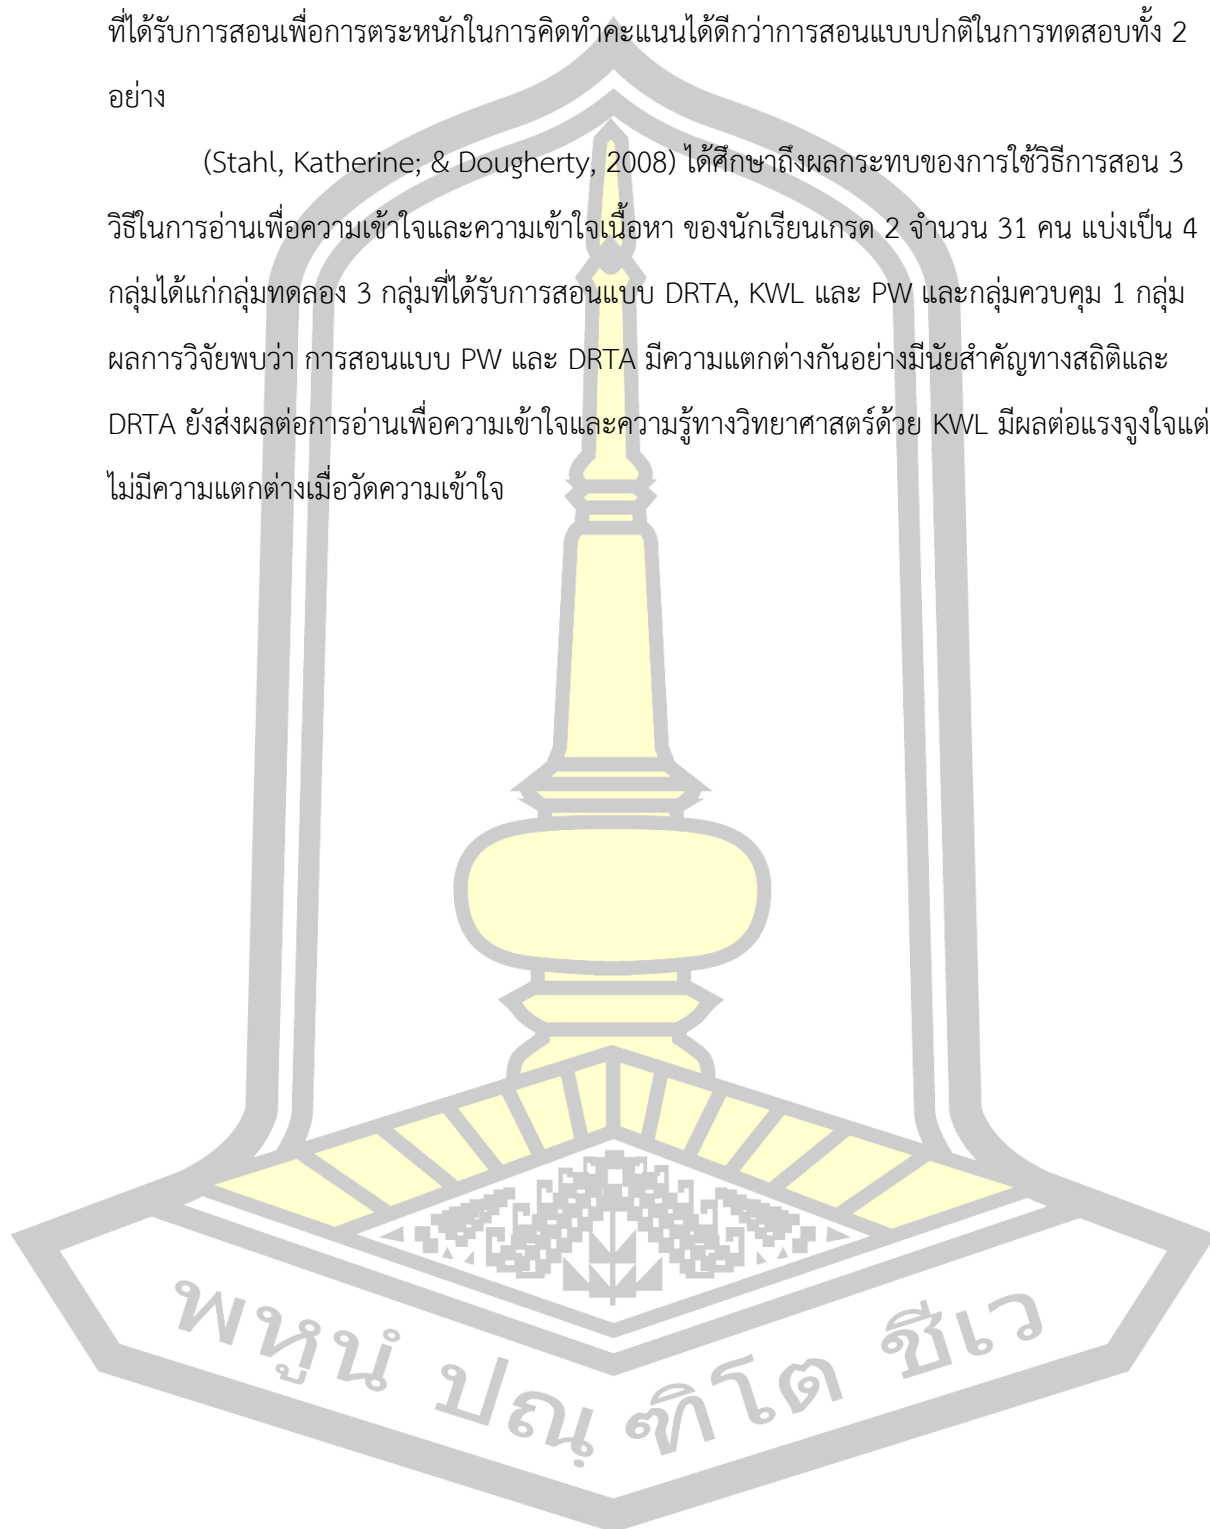 ที่ได้รับการสอนเพื่อการตระหนักในการคิดทำคะแนนได้ดีกว่าการสอนแบบปกติในการทดสอบทั้ง 2
อย่าง
(Stahl, Katherine; & Dougherty, 2008) ได้ศึกษาถึงผลกระทบของการใช้วิธีการสอน 3
วิธีในการอ่านเพื่อความเข้าใจและความเข้าใจเนื้อหา ของนักเรียนเกรด 2 จำนวน 31 คน แบ่งเป็น 4
กลุ่มได้แก่กลุ่มทดลอง 3 กลุ่มที่ได้รับการสอนแบบ DRTA, KWL และ PW และกลุ่มควบคุม 1 กลุ่ม
ผลการวิจัยพบว่า การสอนแบบ PW และ DRTA มีความแตกต่างกันอย่างมีนัยสำคัญทางสถิติและ
DRTA ยังส่งผลต่อการอ่านเพื่อความเข้าใจและความรู้ทางวิทยาศาสตร์ด้วย KWL มีผลต่อแรงจูงใจแต่
ไม่มีความแตกต่างเมื่อวัดความเข้าใจ
พหูนํ ปณฺฑิโต ชีเว